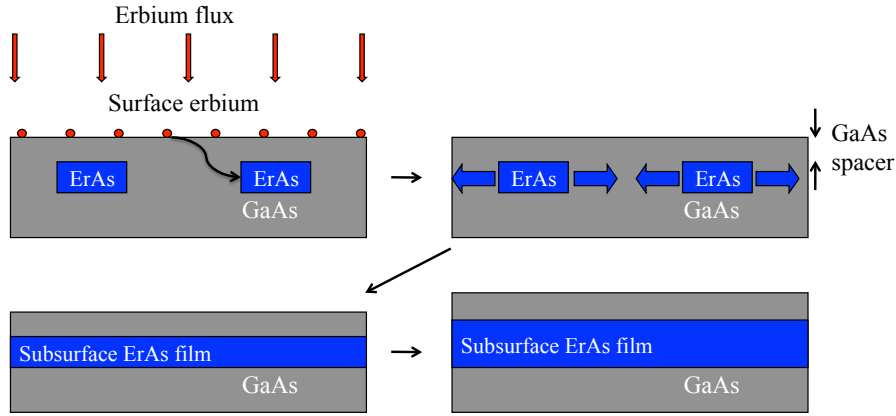 Erbium flux
Surface erbium
ErAs
ErAs
GaAs
ErAs
ErAs
GaAs
GaAs
spacer
Subsurface ErAs film
GaAs
Subsurface ErAs film
GaAs